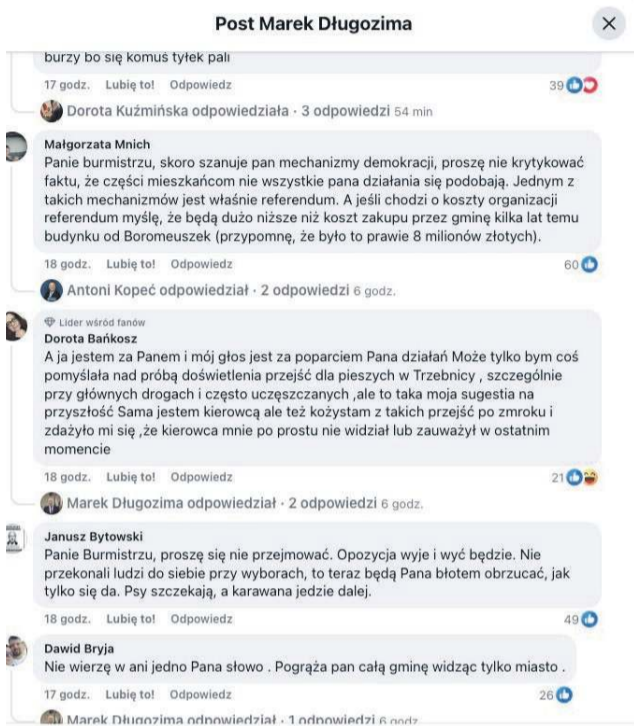 Post Marek Długozima
burzy bo się komuś tyłek pali
17 godz. Lubię to! Odpowiedz 39
Dorota Kuźmińska odpowiedziała · 3 odpowiedzi 54 min
Małgorzata Mnich
Panie burmistrzu, skoro szanuje pan mechanizmy demokracji, proszę nie krytykować
faktu, że części mieszkańcom nie wszystkie pana działania się podobają. Jednym z
takich mechanizmów jest właśnie referendum. A jeśli chodzi o koszty organizacji
referendum myślę, że będą dużo niższe niż koszt zakupu przez gminę kilka lat temu
budynku od Boromeuszek (przypomnę, że było to prawie 8 milionów złotych).
18 godz. Lubię to! Odpowiedz 60
Antoni Kopeć odpowiedział · 2 odpowiedzi 6 godz.
Lider wśród fanów
Dorota Bańkosz
A ja jestem za Panem i mój głos jest za poparciem Pana działań Może tylko bym coś
pomyślała nad próbą doświetlenia przejść dla pieszych w Trzebnicy , szczególnie
przy głównych drogach i często uczęszczanych ,ale to taka moja sugestia na
przyszłość Sama jestem kierowcą ale też kożystam z takich przejść po zmroku i
zdażyło mi się ,że kierowca mnie po prostu nie widział lub zauważył w ostatnim
momencie
18 godz. Lubię to! Odpowiedz 21
Marek Długozima odpowiedział · 2 odpowiedzi 6 godz.
Janusz Bytowski
Panie Burmistrzu, proszę się nie przejmować. Opozycja wyje i wyć będzie. Nie
przekonali ludzi do siebie przy wyborach, to teraz będą Pana błotem obrzucać, jak
tylko się da. Psy szczekają, a karawana jedzie dalej.
18 godz. Lubię to! Odpowiedz 49
Dawid Bryja
Nie wierzę w ani jedno Pana słowo . Pogrąża pan całą gminę widząc tylko miasto .
17 godz. Lubię to! Odpowiedz 26
Marek Długozima odpowiedział · 1 odpowiedzi 6 godz.